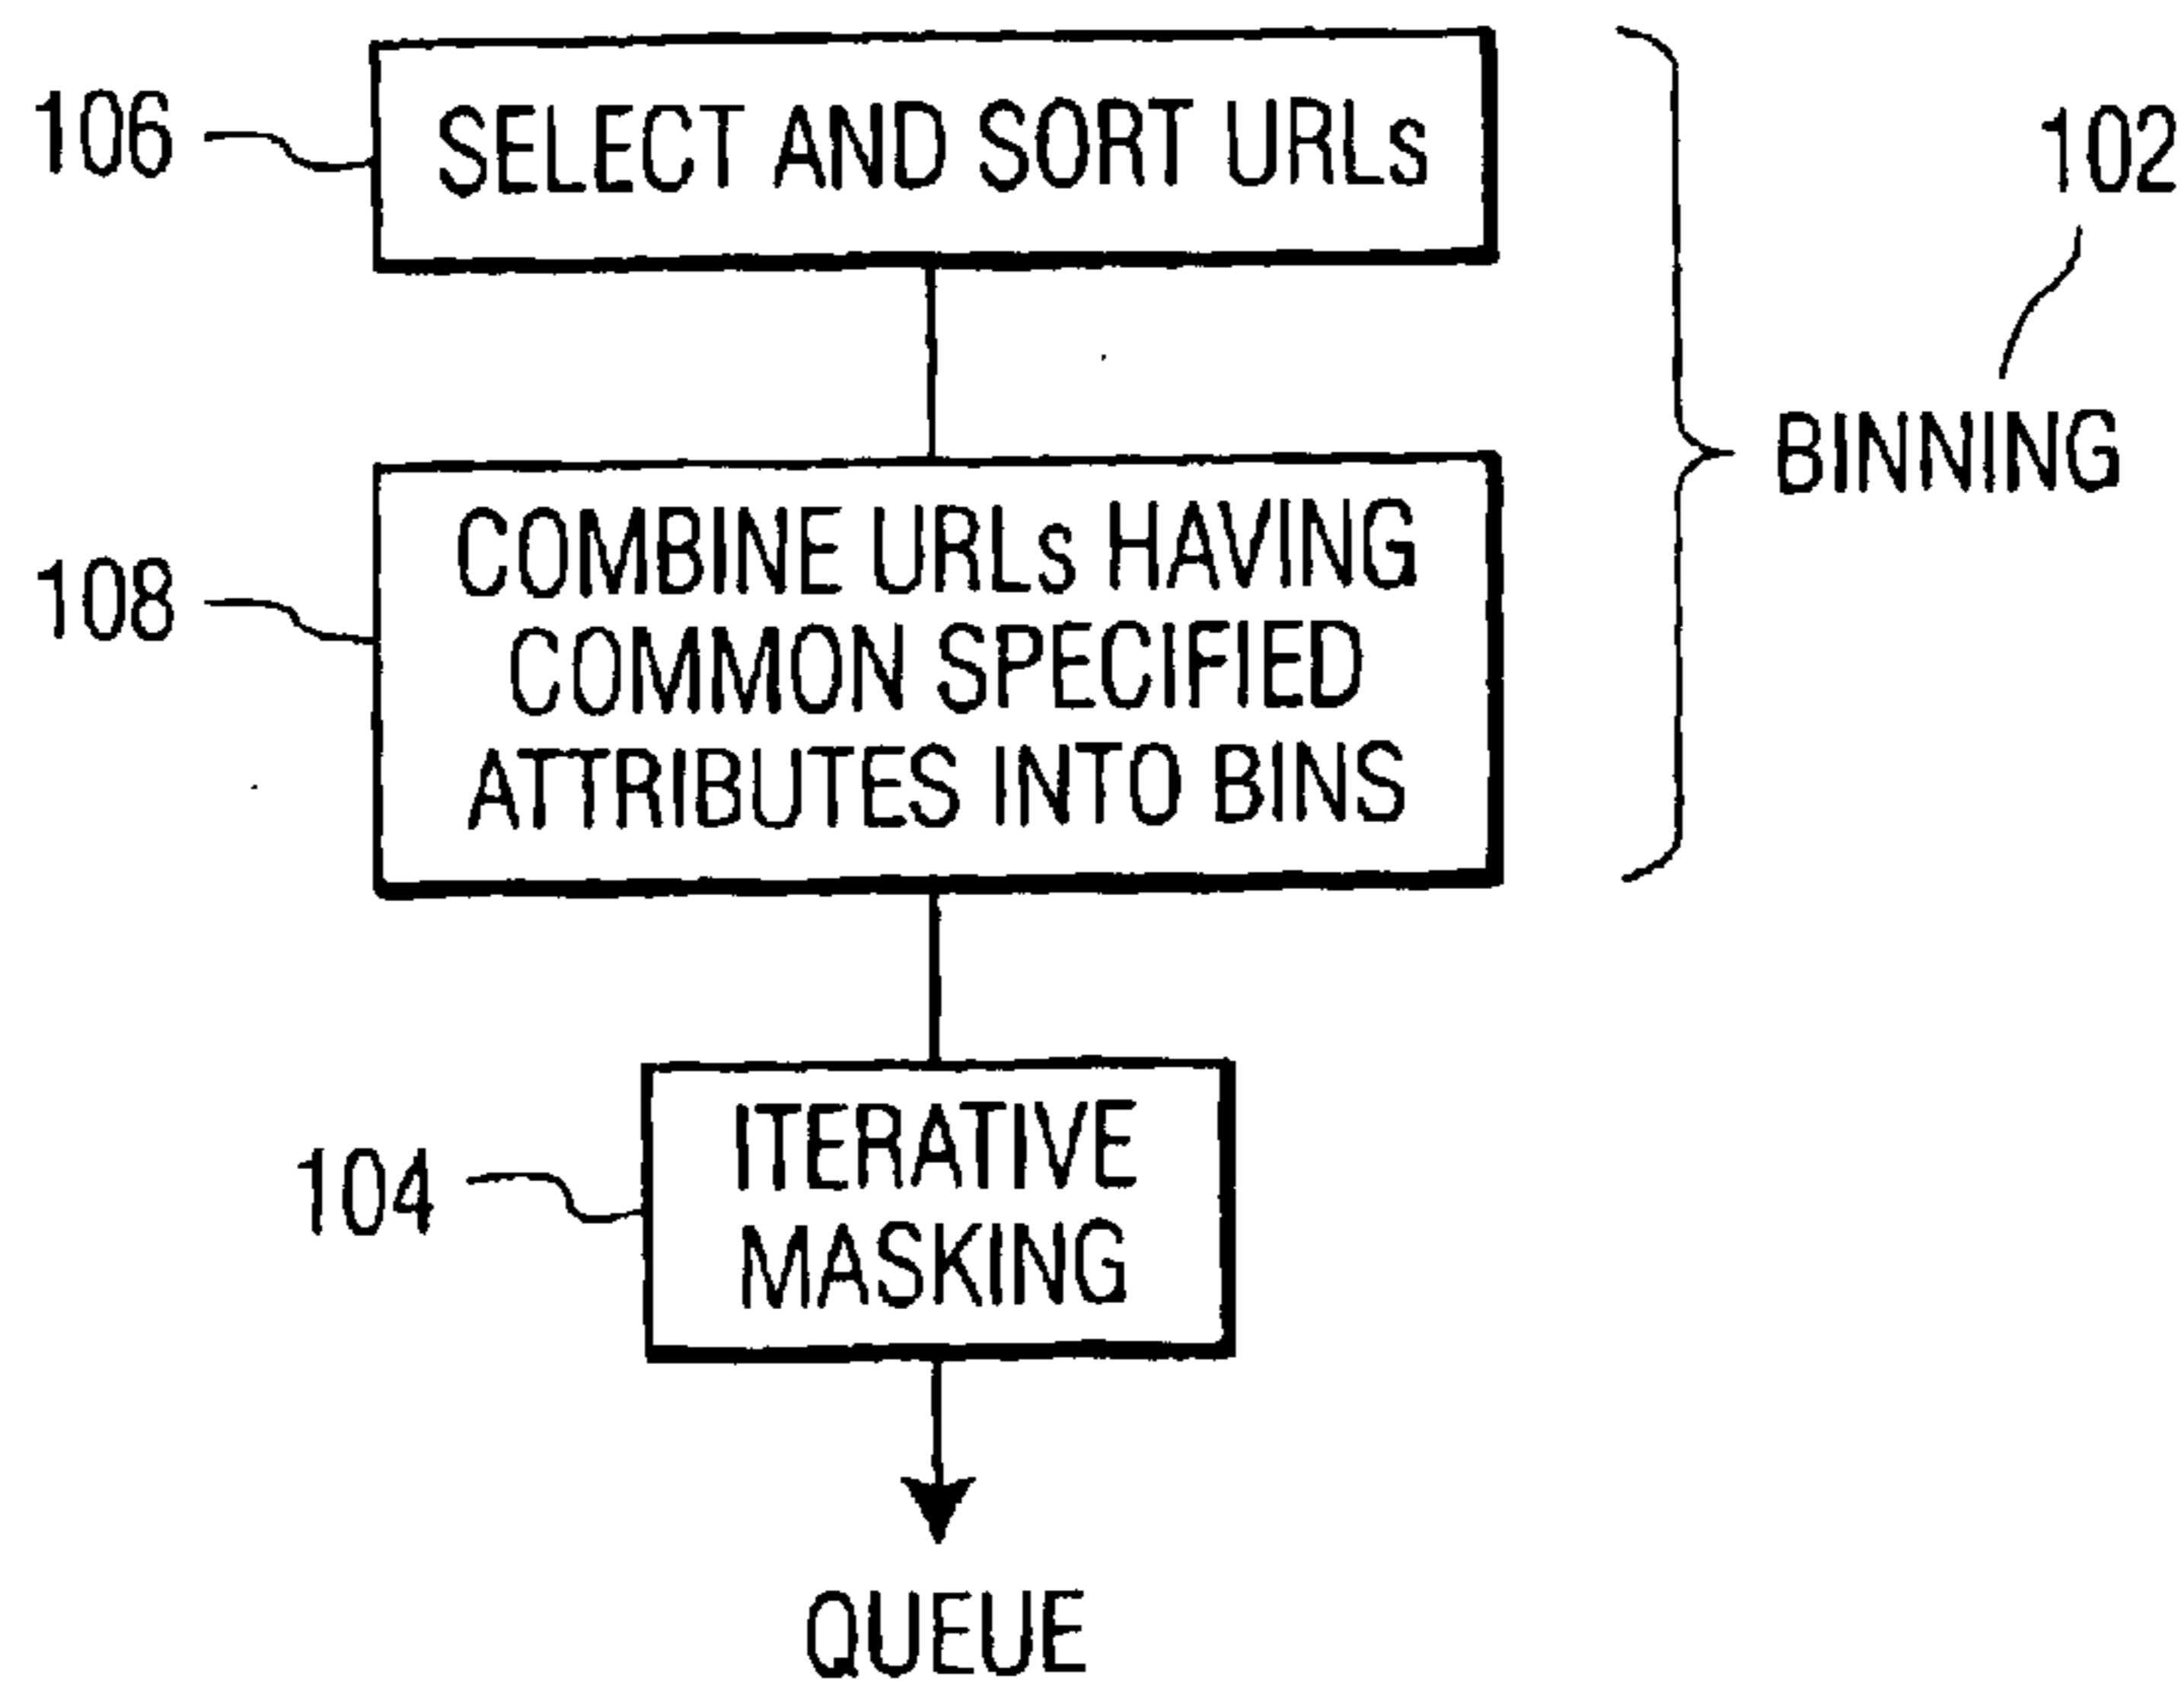 106
SELECT AND SORT URLs
102
BINNING
108
COMBINE URLs HAVING
COMMON SPECIFIED
ATTRIBUTES INTO BINS
104
ITERATIVE
MASKING
QUEUE